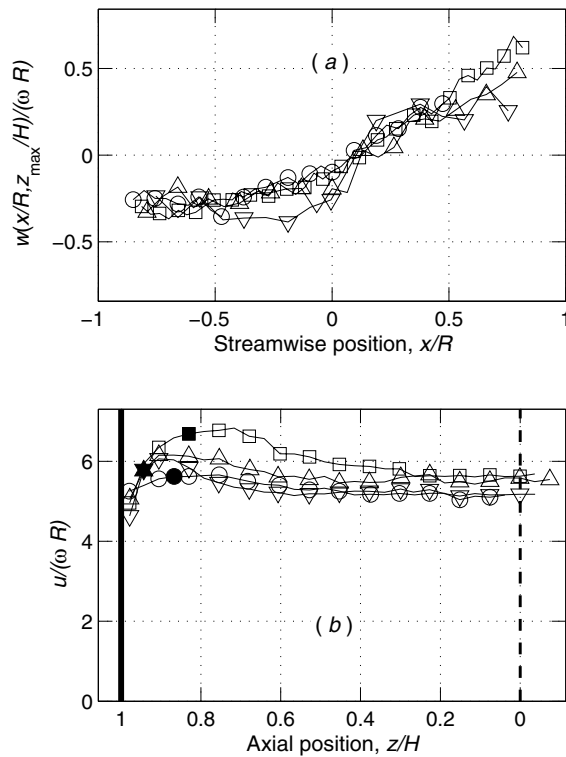 0.5
0
−0.5
w(x/R,z_max/H)/(ω R)
( a )
−1 −0.5 0 0.5 1
Streamwise position, x/R
6
4
2
0
u/(ω R)
( b )
1 0.8 0.6 0.4 0.2 0
Axial position, z/H